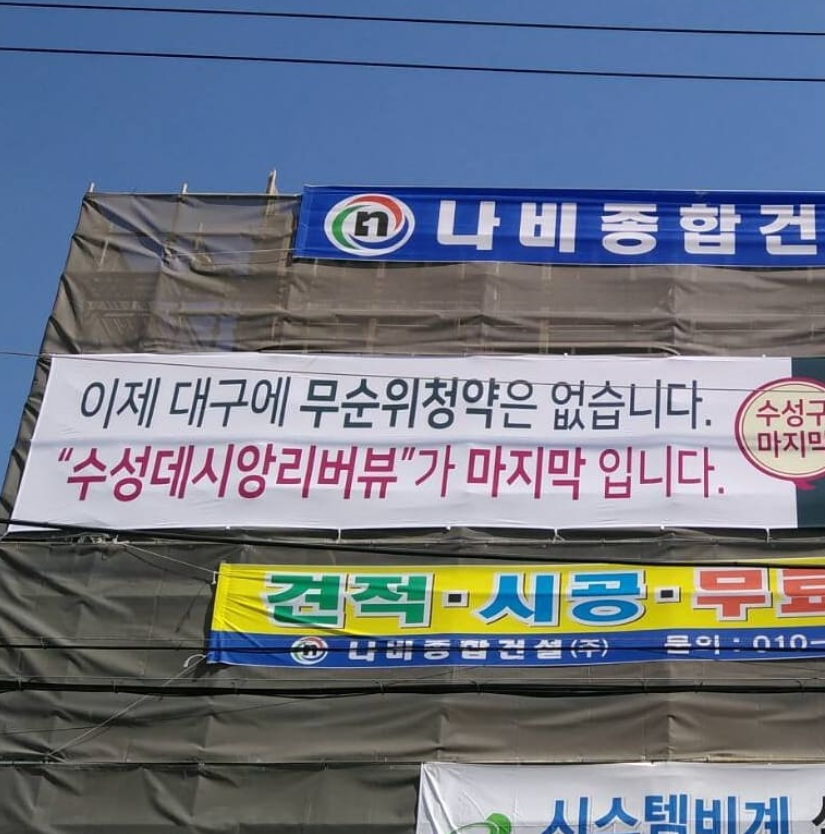 n 나비종합건
이제 대구에 무순위청약은 없습니다.
"수성데시앙리버뷰"가 마지막 입니다.
수성구
마지막
견적·시공·무료
n 나비종합건설(주) 문의 : 010-
시스템비계